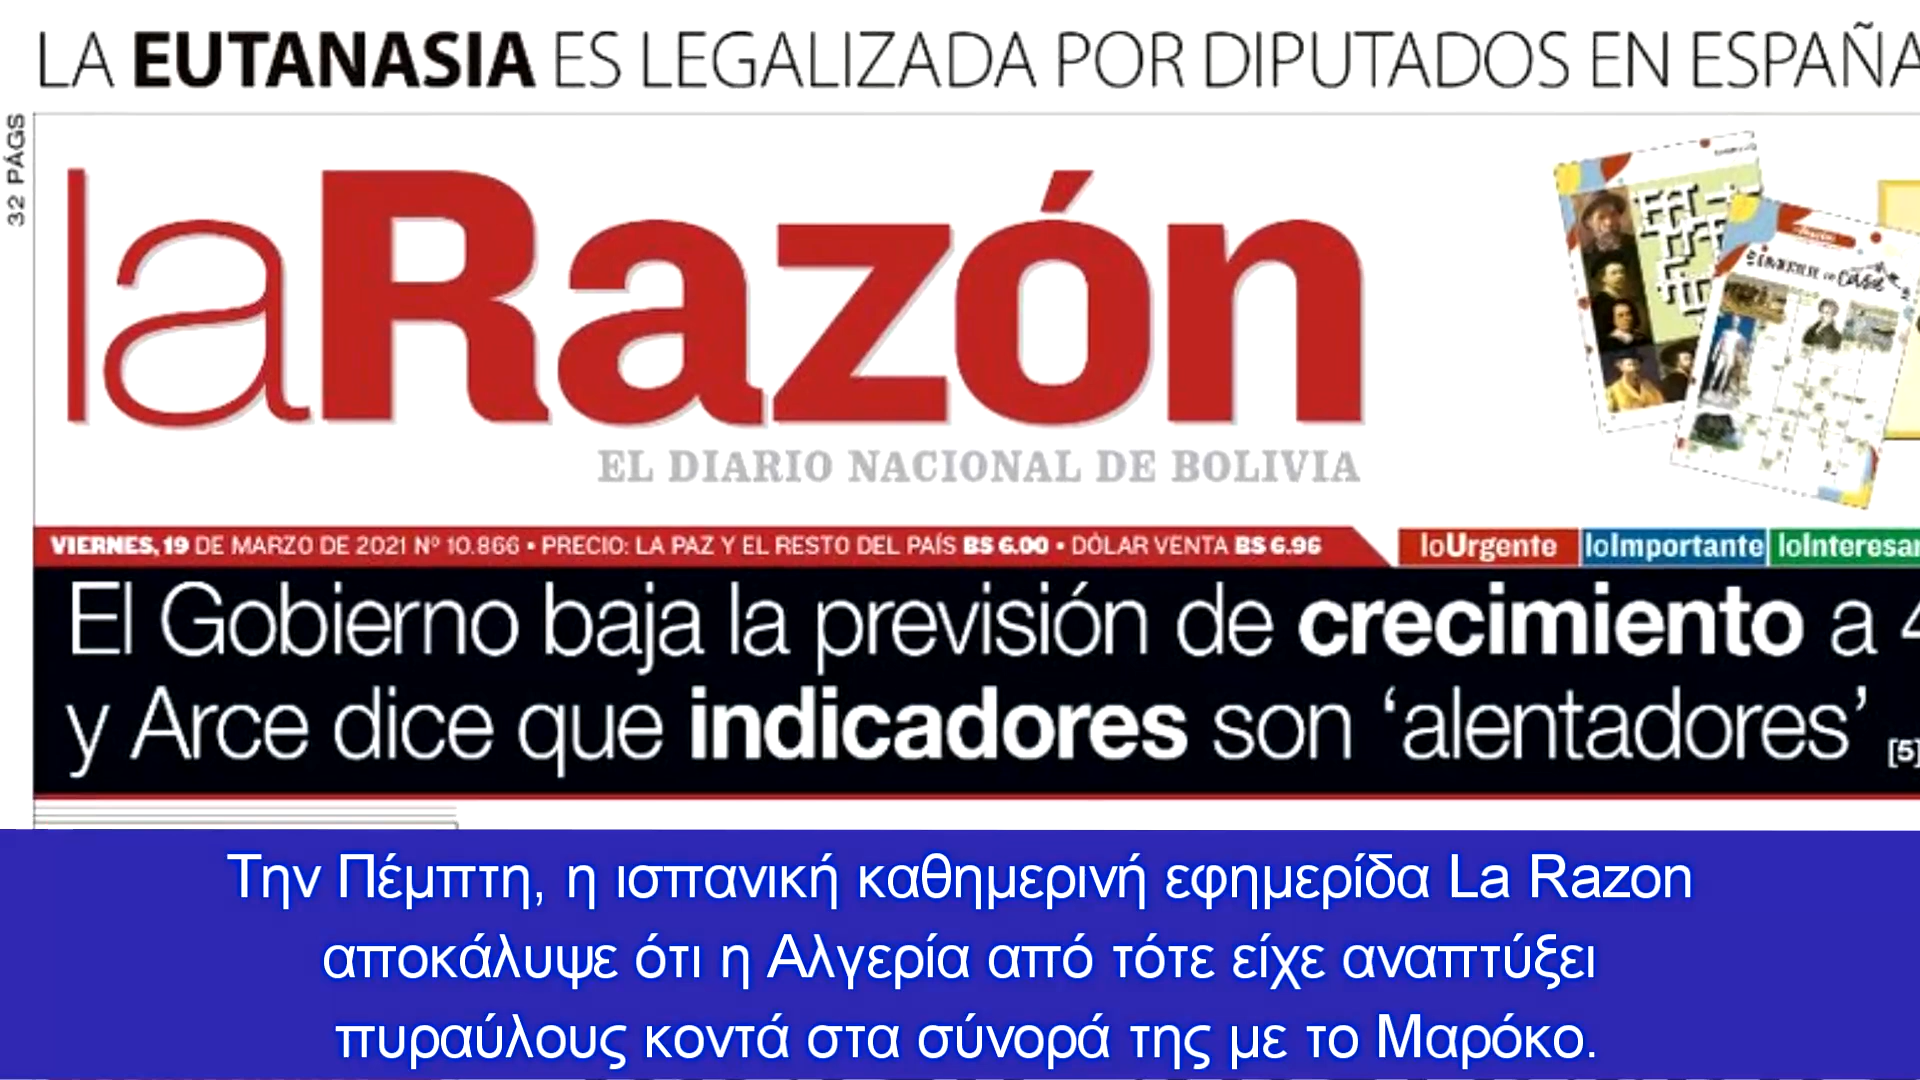 LA EUTANASIA ES LEGALIZADA POR DIPUTADOS EN ESPAÑA
32 PÁGS
laRazón
EL DIARIO NACIONAL DE BOLIVIA
VIERNES, 19 DE MARZO DE 2021 Nº 10.866 • PRECIO: LA PAZ Y EL RESTO DEL PAÍS BS 6.00 • DÓLAR VENTA BS 6.96
loUrgente loImportante loInteresan
El Gobierno baja la previsión de crecimiento a 4
y Arce dice que indicadores son ‘alentadores’ [5]
Την Πέμπτη, η ισπανική καθημερινή εφημερίδα La Razon
αποκάλυψε ότι η Αλγερία από τότε είχε αναπτύξει
πυραύλους κοντά στα σύνορά της με το Μαρόκο.